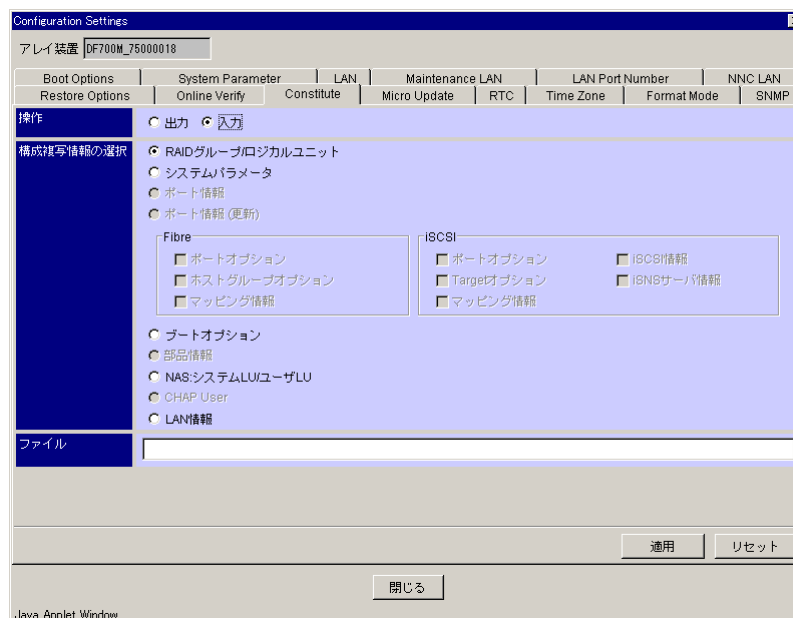 Configuration Settings
アレイ装置 DF700M_75000018
Boot Options System Parameter LAN Maintenance LAN LAN Port Number NNC LAN
Restore Options Online Verify Constitute Micro Update RTC Time Zone Format Mode SNMP
操作 出力 入力
構成複写情報の選択 RAIDグループ/ロジカルユニット
システムパラメータ
ポート情報
ポート情報 (更新)
Fibre iSCSI
ポートオプション ポートオプション iSCSI情報
ホストグループオプション Targetオプション iSNSサーバ情報
マッピング情報 マッピング情報
ブートオプション
部品情報
NAS:システムLU/ユーザLU
CHAP User
LAN情報
ファイル
適用 リセット
閉じる
Java Applet Window